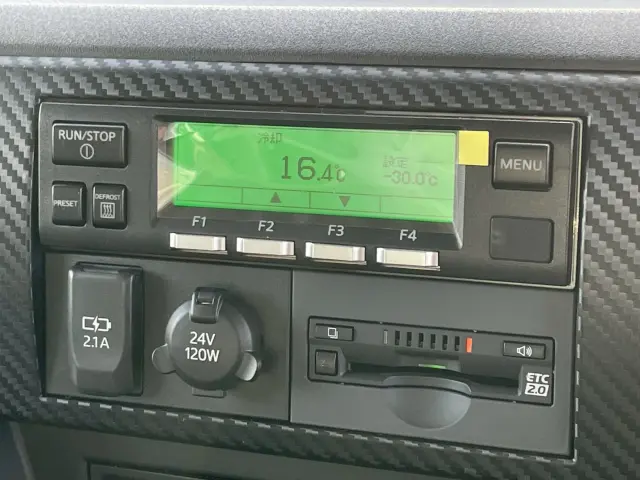 RUN/STOP
冷却
16.4℃
設定
-30.0℃
MENU
PRESET
DEFROST
▲
▼
F1
F2
F3
F4
2.1A
24V
120W
ETC
2.0